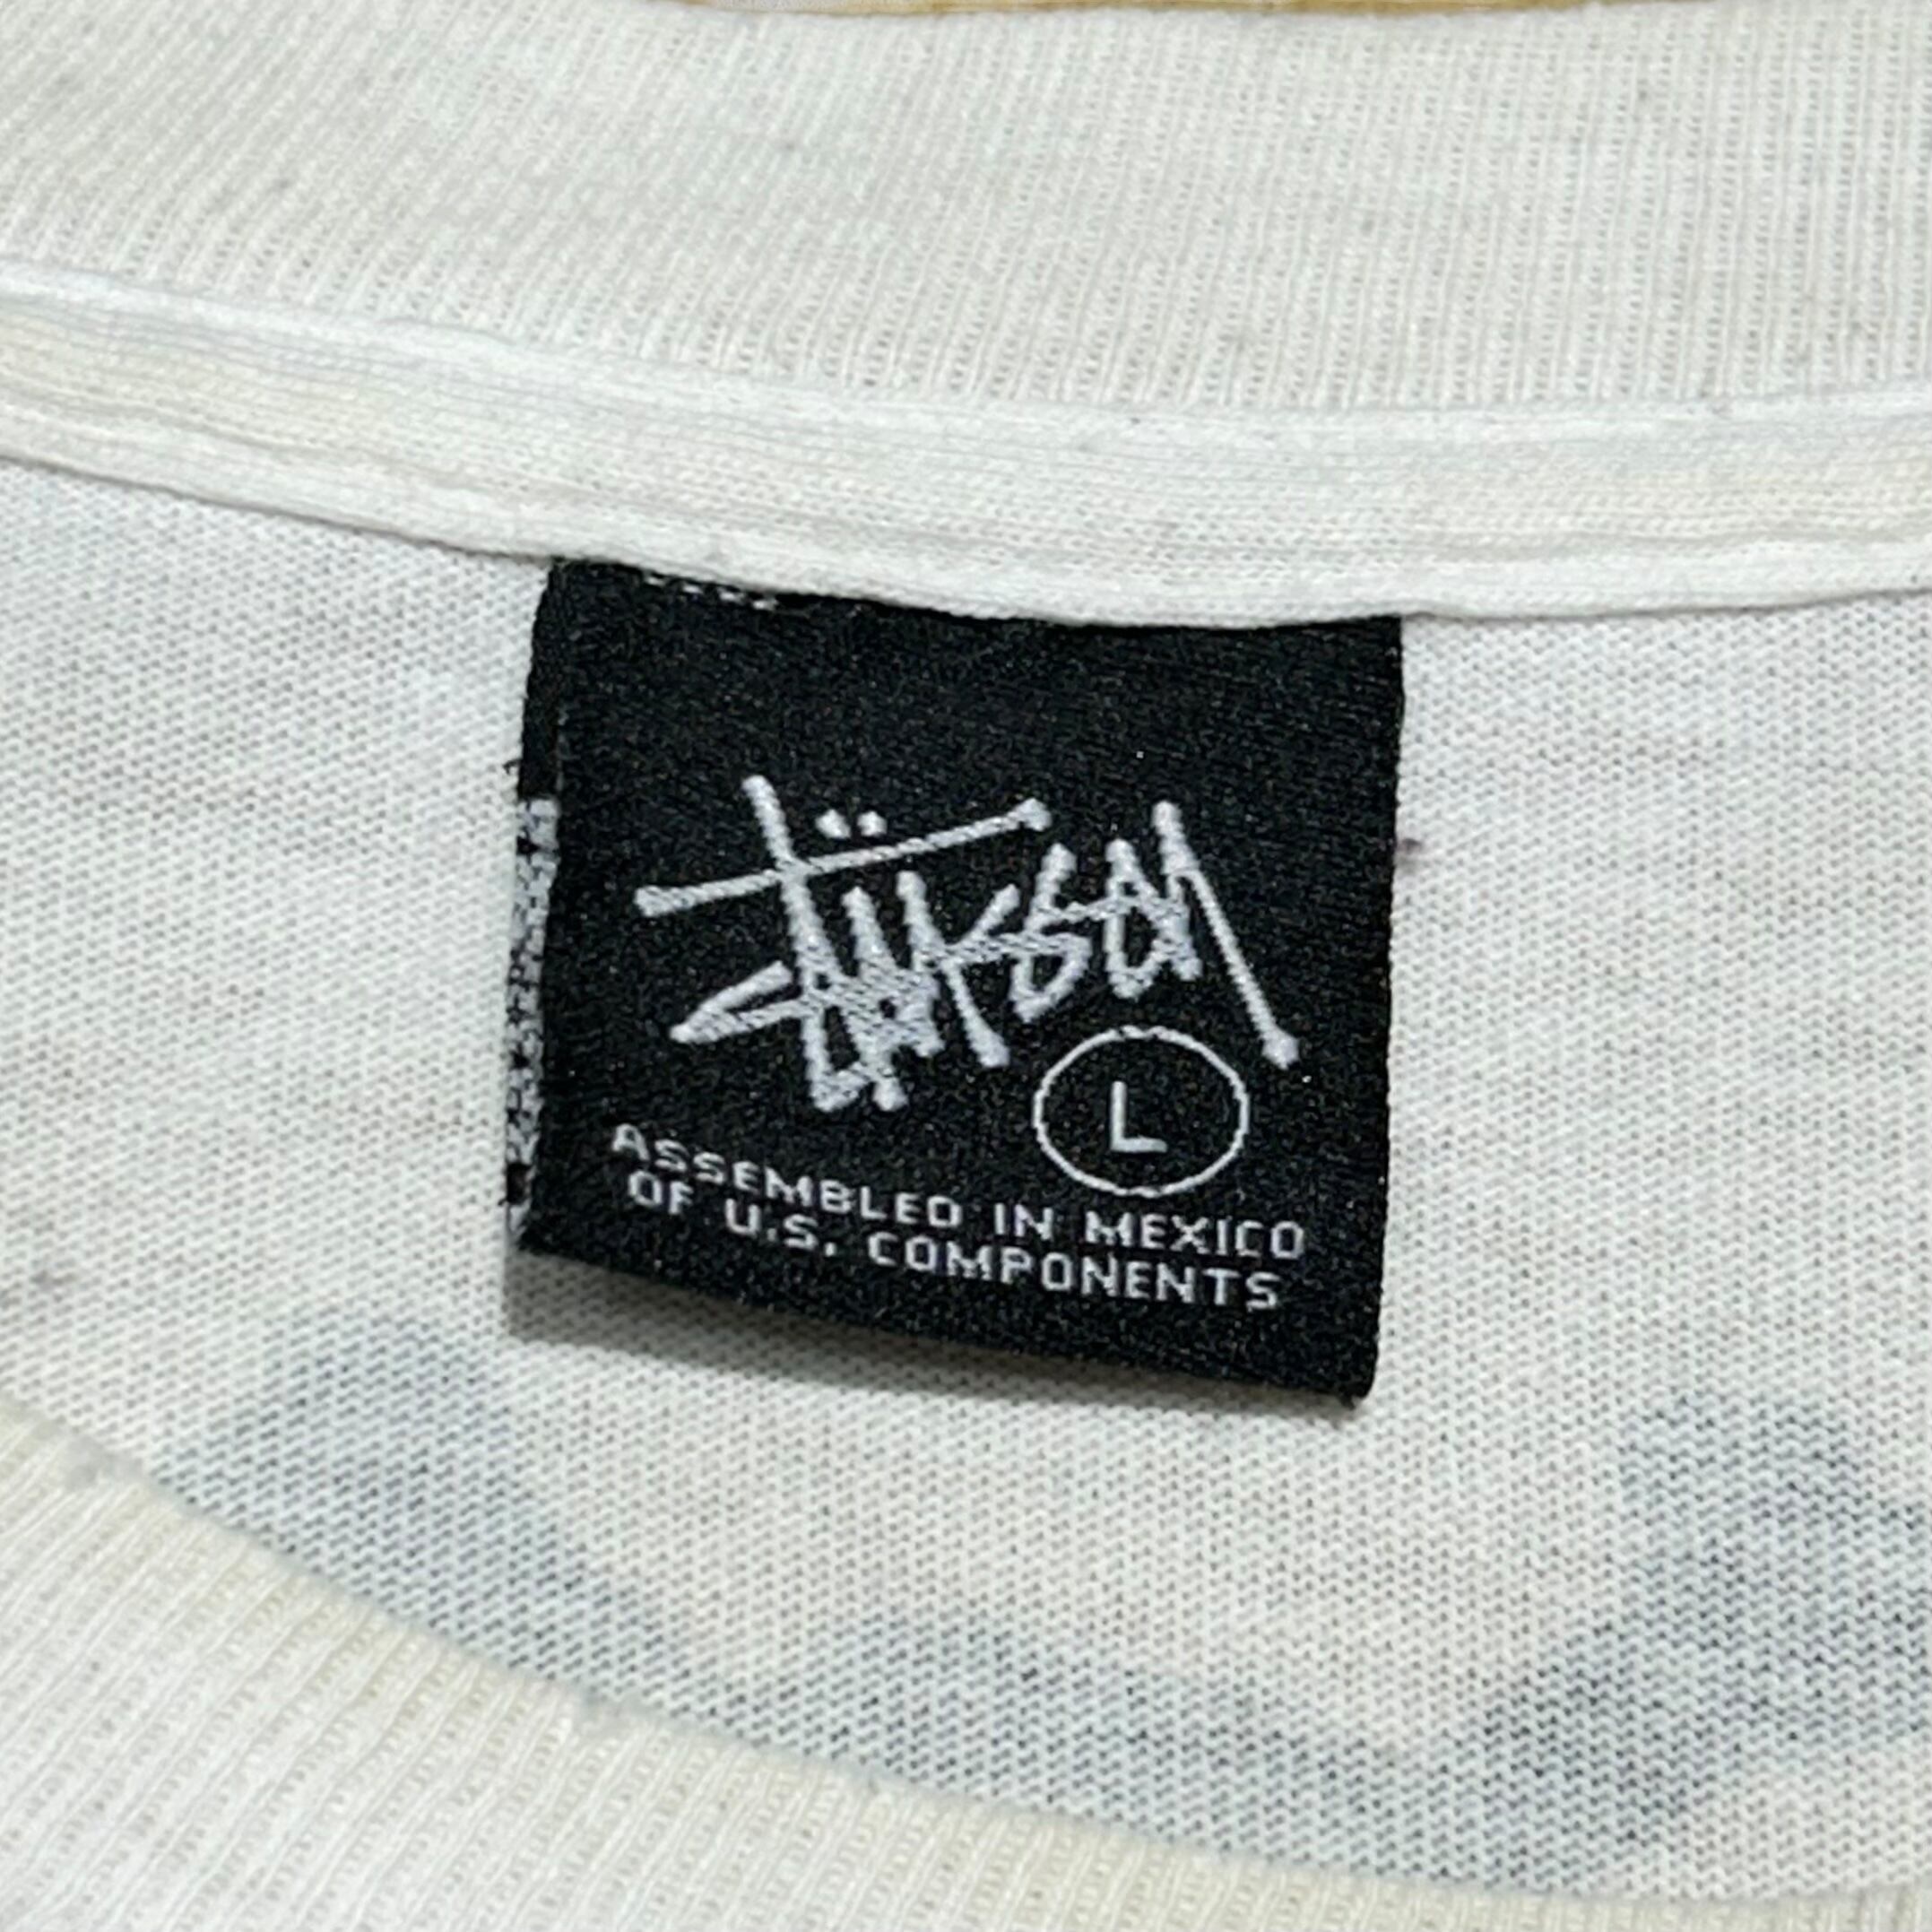 Stüssy
L
ASSEMBLED IN MEXICO
OF U.S. COMPONENTS